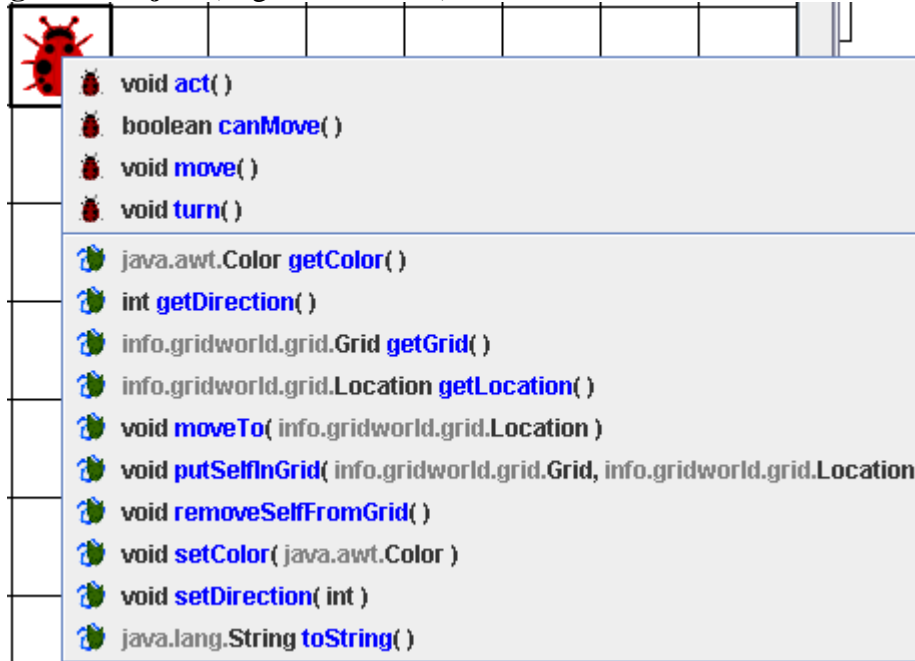 void act( )
boolean canMove( )
void move( )
void turn( )
java.awt.Color getColor( )
int getDirection( )
info.gridworld.grid.Grid getGrid( )
info.gridworld.grid.Location getLocation( )
void moveTo( info.gridworld.grid.Location )
void putSelfInGrid( info.gridworld.grid.Grid, info.gridworld.grid.Location
void removeSelfFromGrid( )
void setColor( java.awt.Color )
void setDirection( int )
java.lang.String toString( )